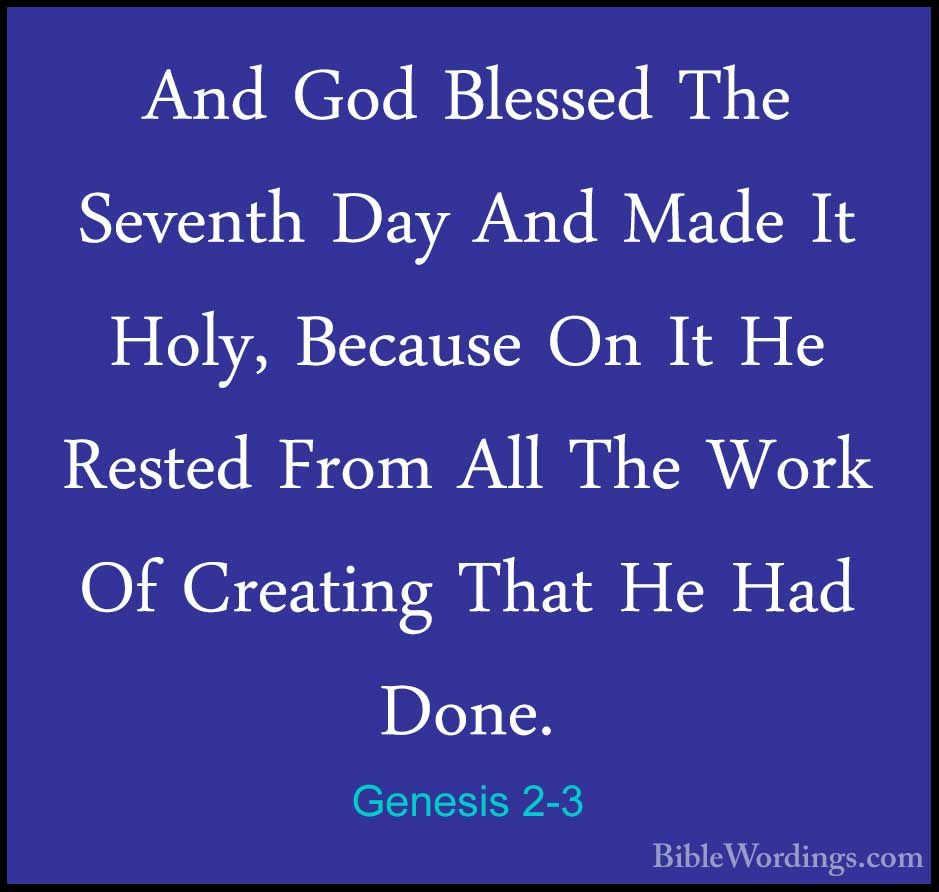 And God Blessed The
Seventh Day And Made It
Holy, Because On It He
Rested From All The Work
Of Creating That He Had
Done.
Genesis 2-3
BibleWordings.com